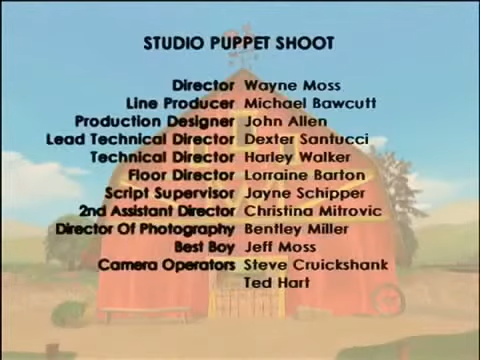 STUDIO PUPPET SHOOT
Director Wayne Moss
Line Producer Michael Bawcutt
Production Designer John Allen
Lead Technical Director Dexter Santucci
Technical Director Harley Walker
Floor Director Lorraine Barton
Script Supervisor Jayne Schipper
2nd Assistant Director Christina Mitrovic
Director Of Photography Bentley Miller
Best Boy Jeff Moss
Camera Operators Steve Cruickshank
Ted Hart